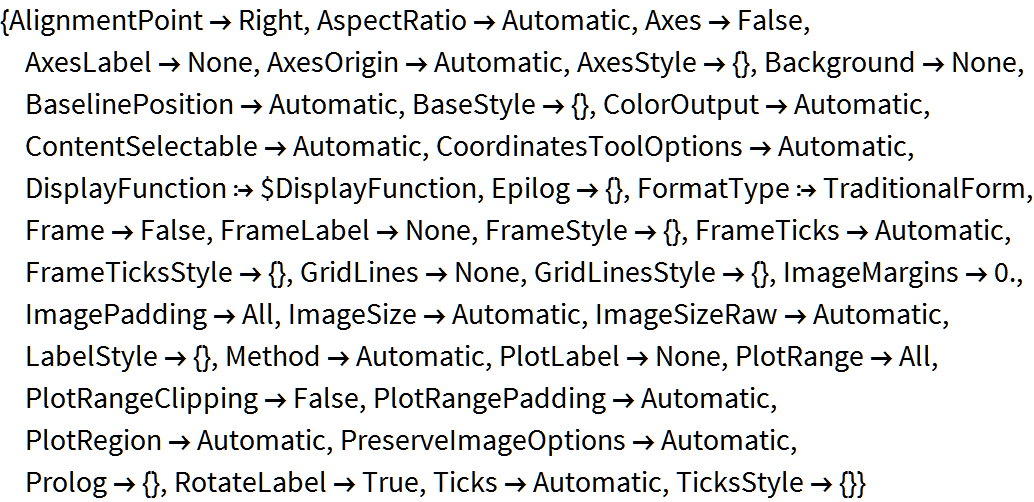 {AlignmentPoint → Right, AspectRatio → Automatic, Axes → False,
AxesLabel → None, AxesOrigin → Automatic, AxesStyle → {}, Background → None,
BaselinePosition → Automatic, BaseStyle → {}, ColorOutput → Automatic,
ContentSelectable → Automatic, CoordinatesToolOptions → Automatic,
DisplayFunction :→ $DisplayFunction, Epilog → {}, FormatType :→ TraditionalForm,
Frame → False, FrameLabel → None, FrameStyle → {}, FrameTicks → Automatic,
FrameTicksStyle → {}, GridLines → None, GridLinesStyle → {}, ImageMargins → 0.,
ImagePadding → All, ImageSize → Automatic, ImageSizeRaw → Automatic,
LabelStyle → {}, Method → Automatic, PlotLabel → None, PlotRange → All,
PlotRangeClipping → False, PlotRangePadding → Automatic,
PlotRegion → Automatic, PreserveImageOptions → Automatic,
Prolog → {}, RotateLabel → True, Ticks → Automatic, TicksStyle → {}}